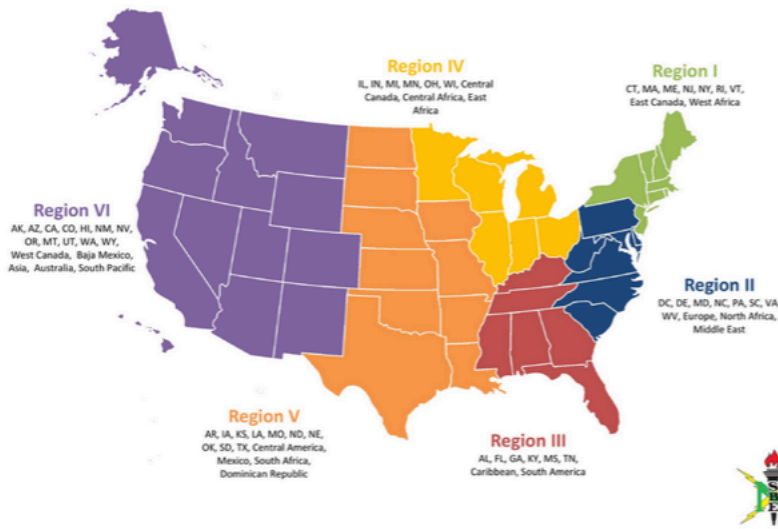 Region IV
IL, IN, MI, MN, OH, WI, Central
Canada, Central Africa, East
Africa
Region I
CT, MA, ME, NJ, NY, RI, VT,
East Canada, West Africa
Region VI
AK, AZ, CA, CO, HI, NM, NV,
OR, MT, UT, WA, WY,
West Canada, Baja Mexico,
Asia, Australia, South Pacific
Region II
DC, DE, MD, NC, PA, SC, VA,
WV, Europe, North Africa,
Middle East
Region V
AR, IA, KS, LA, MO, ND, NE,
OK, SD, TX, Central America,
Mexico, South Africa,
Dominican Republic
Region III
AL, FL, GA, KY, MS, TN,
Caribbean, South America